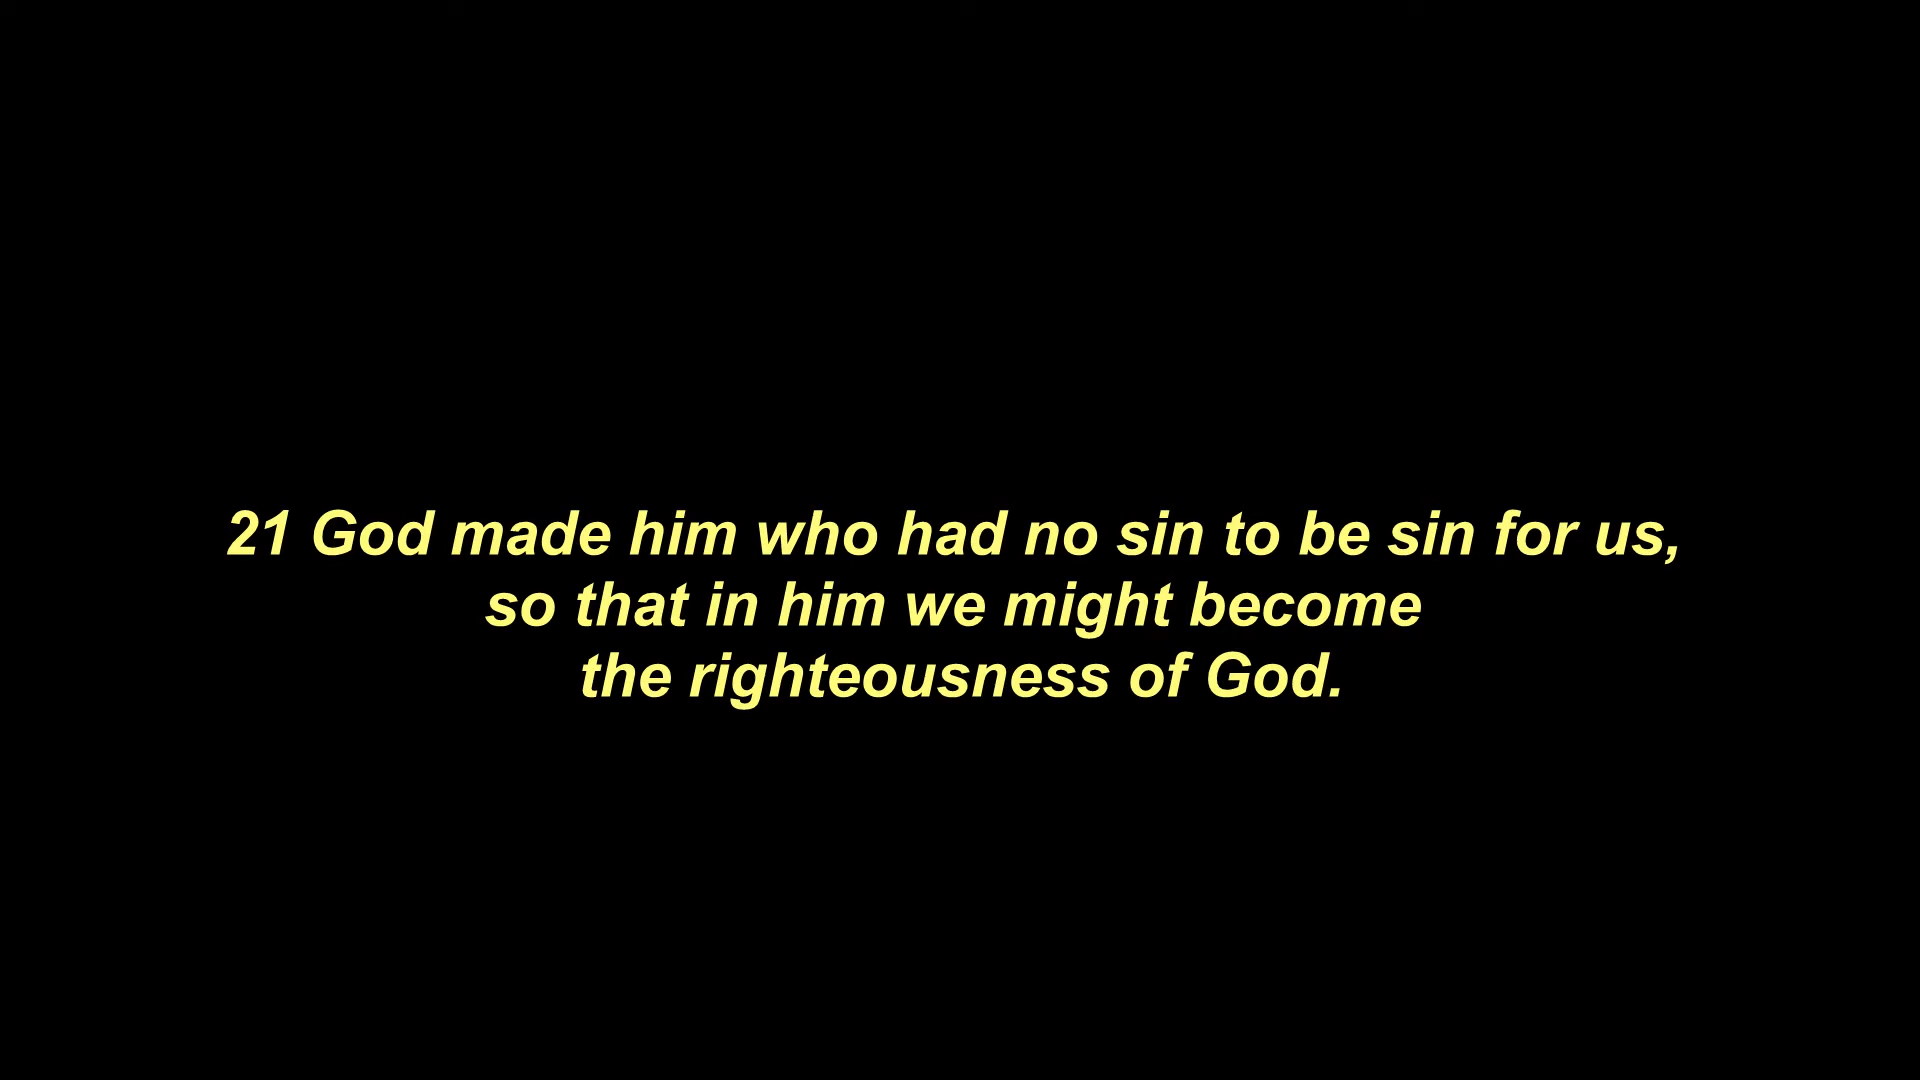 21 God made him who had no sin to be sin for us,
so that in him we might become
the righteousness of God.